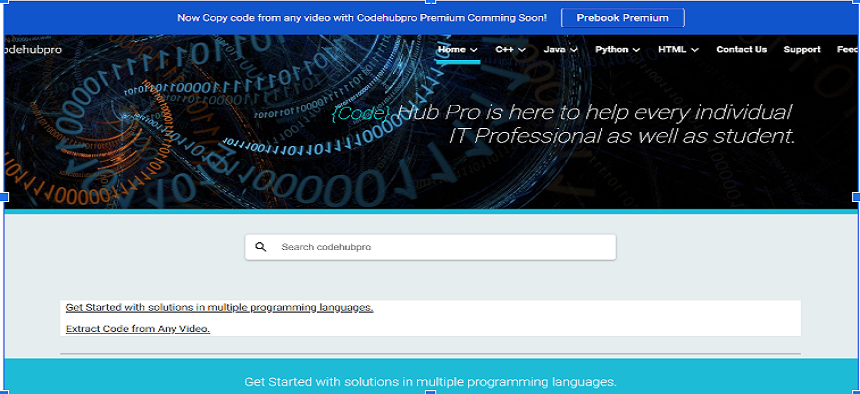 Now Copy code from any video with Codehubpro Premium Comming Soon! Prebook Premium
odehubpro Home C++ Java Python HTML Contact Us Support Feed
{Code} Hub Pro is here to help every individual
IT Professional as well as student.
Search codehubpro
Get Started with solutions in multiple programming languages.
Extract Code from Any Video.
Get Started with solutions in multiple programming languages.